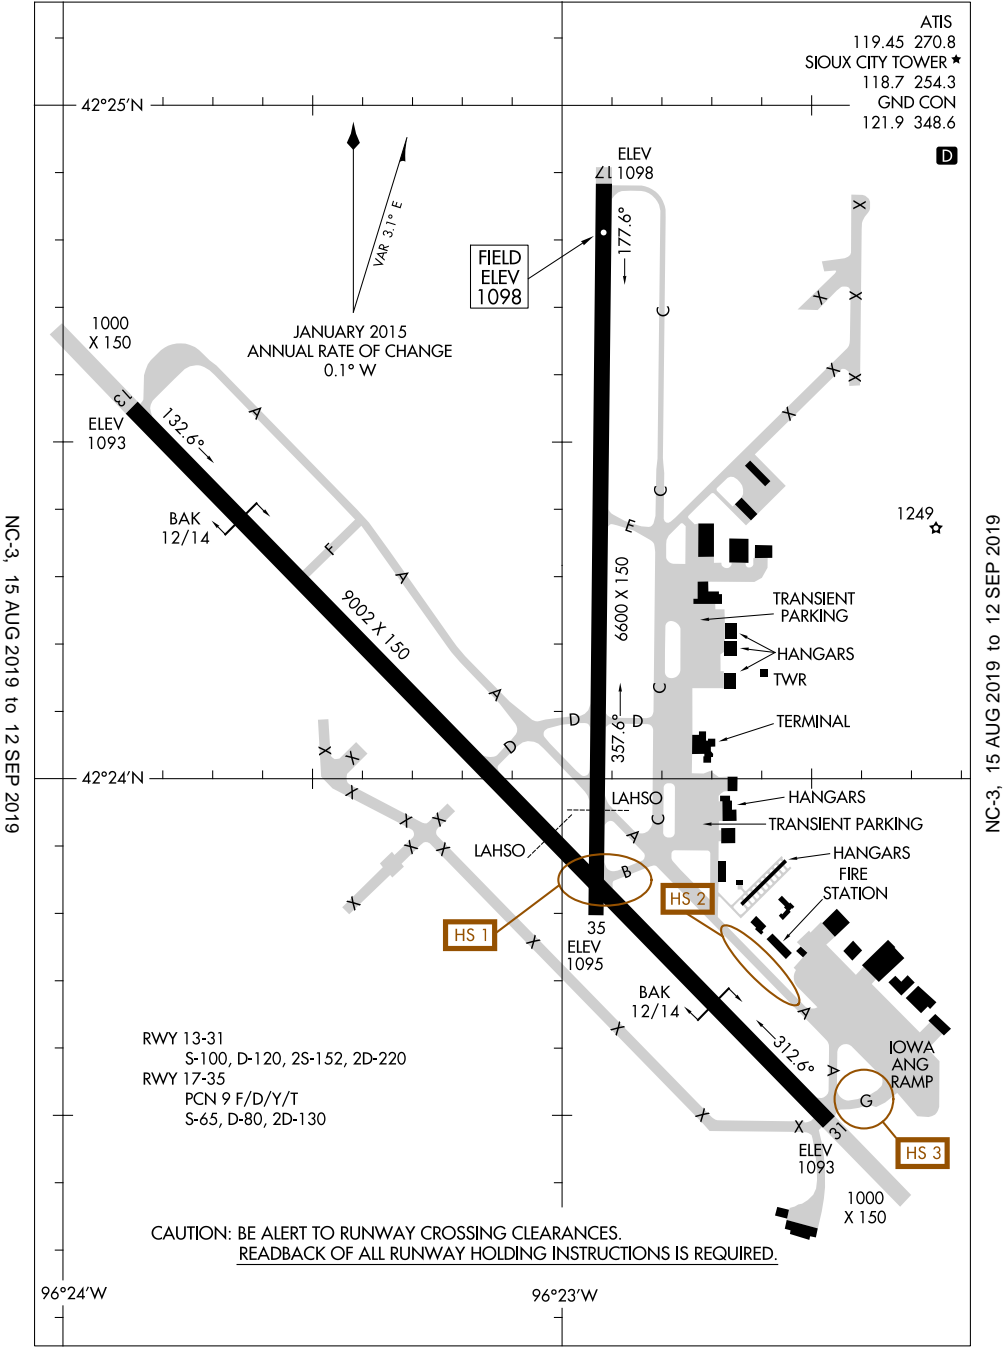 ATIS
119.45 270.8
SIOUX CITY TOWER ★
118.7 254.3
GND CON
121.9 348.6
D
42°25'N
VAR 3.1° E
JANUARY 2015
ANNUAL RATE OF CHANGE
0.1° W
ELEV
1098
17
177.6°
FIELD
ELEV
1098
1000
X 150
13
ELEV
1093
132.6°
A
C
X
X
X
X
X
X
X
BAK
12/14
F
A
9002 X 150
C
E
6600 X 150
1249
TRANSIENT
PARKING
HANGARS
TWR
TERMINAL
A
C
D
D
D
357.6°
42°24'N
X
X
X
X
X
X
X
X
LAHSO
LAHSO
A
C
B
HANGARS
TRANSIENT PARKING
HANGARS
FIRE
STATION
HS 1
HS 2
35
ELEV
1095
X
X
X
X
BAK
12/14
A
312.6°
A
IOWA
ANG
RAMP
G
31
HS 3
ELEV
1093
1000
X 150
RWY 13-31
S-100, D-120, 2S-152, 2D-220
RWY 17-35
PCN 9 F/D/Y/T
S-65, D-80, 2D-130
CAUTION: BE ALERT TO RUNWAY CROSSING CLEARANCES.
READBACK OF ALL RUNWAY HOLDING INSTRUCTIONS IS REQUIRED.
96°24'W
96°23'W
NC-3, 15 AUG 2019 to 12 SEP 2019
NC-3, 15 AUG 2019 to 12 SEP 2019